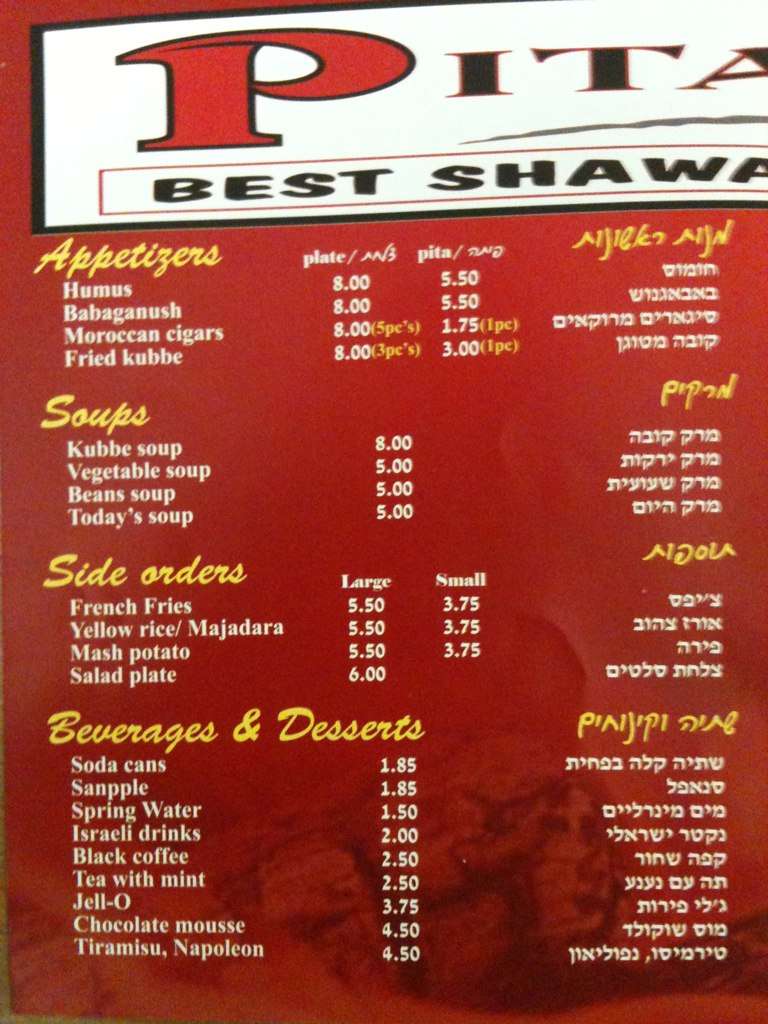 PITA
BEST SHAWA
Appetizers plate/ צלחת pita/ פיתה מנות ראשונות
Humus 8.00 5.50 חומוס
Babaganush 8.00 5.50 באבאגנוש
Moroccan cigars 8.00(5pc's) 1.75(1pc) סיגארים מרוקאים
Fried kubbe 8.00(3pc's) 3.00(1pc) קובה מטוגן
Soups מרקים
Kubbe soup 8.00 מרק קובה
Vegetable soup 5.00 מרק ירקות
Beans soup 5.00 מרק שעועית
Today's soup 5.00 מרק היום
Side orders Large Small תוספות
French Fries 5.50 3.75 צ'יפס
Yellow rice/ Majadara 5.50 3.75 אורז צהוב
Mash potato 5.50 3.75 פירה
Salad plate 6.00 צלחת סלטים
Beverages & Desserts שתיה וקינוחים
Soda cans 1.85 שתיה קלה בפחית
Sanpple 1.85 סנאפל
Spring Water 1.50 מים מינרליים
Israeli drinks 2.00 נקטר ישראלי
Black coffee 2.50 קפה שחור
Tea with mint 2.50 תה עם נענע
Jell-O 3.75 ג'לי פירות
Chocolate mousse 4.50 מוס שוקולד
Tiramisu, Napoleon 4.50 טירמיסו, נפוליאון